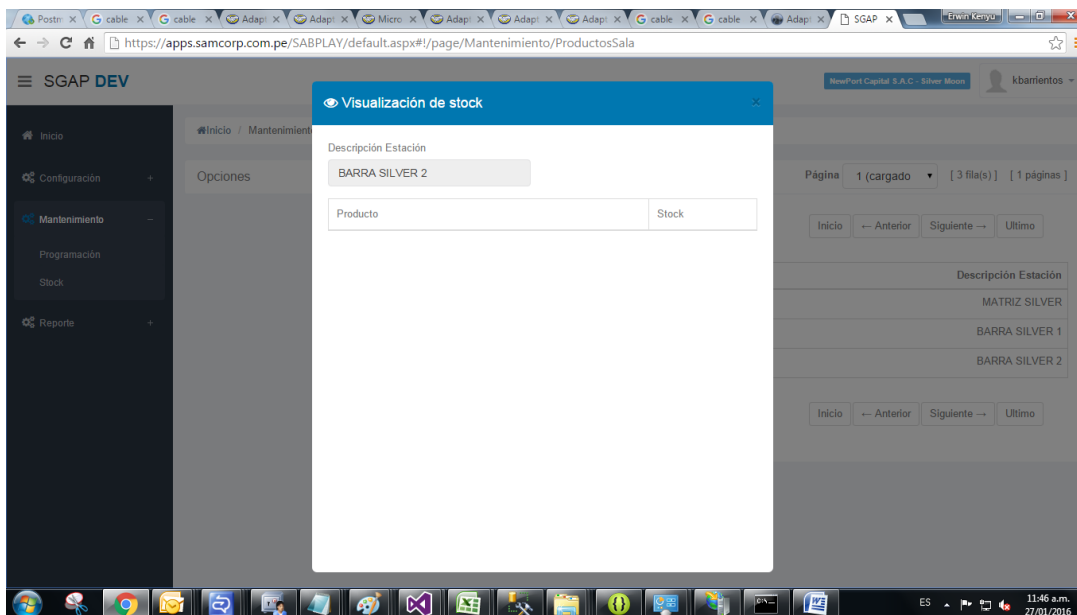 Postm
G cable
G cable
Adapt
Adapt
Micro
Adapt
Adapt
Adapt
G cable
G cable
Adapt
SGAP
Erwin Kenyu
https://apps.samcorp.com.pe/SABPLAY/default.aspx#!/page/Mantenimiento/ProductosSala
SGAP DEV
NewPort Capital S.A.C - Silver Moon
kbarrientos
Visualización de stock
×
Inicio
Configuración +
Mantenimiento −
Programación
Stock
Reporte +
Inicio / Mantenimient
Opciones
Página 1 (cargado [ 3 fila(s) ] [ 1 páginas ]
Descripción Estación
BARRA SILVER 2
Producto Stock
Inicio ← Anterior Siguiente → Ultimo
Descripción Estación
MATRIZ SILVER
BARRA SILVER 1
BARRA SILVER 2
Inicio ← Anterior Siguiente → Ultimo
ES
11:46 a.m.
27/01/2016